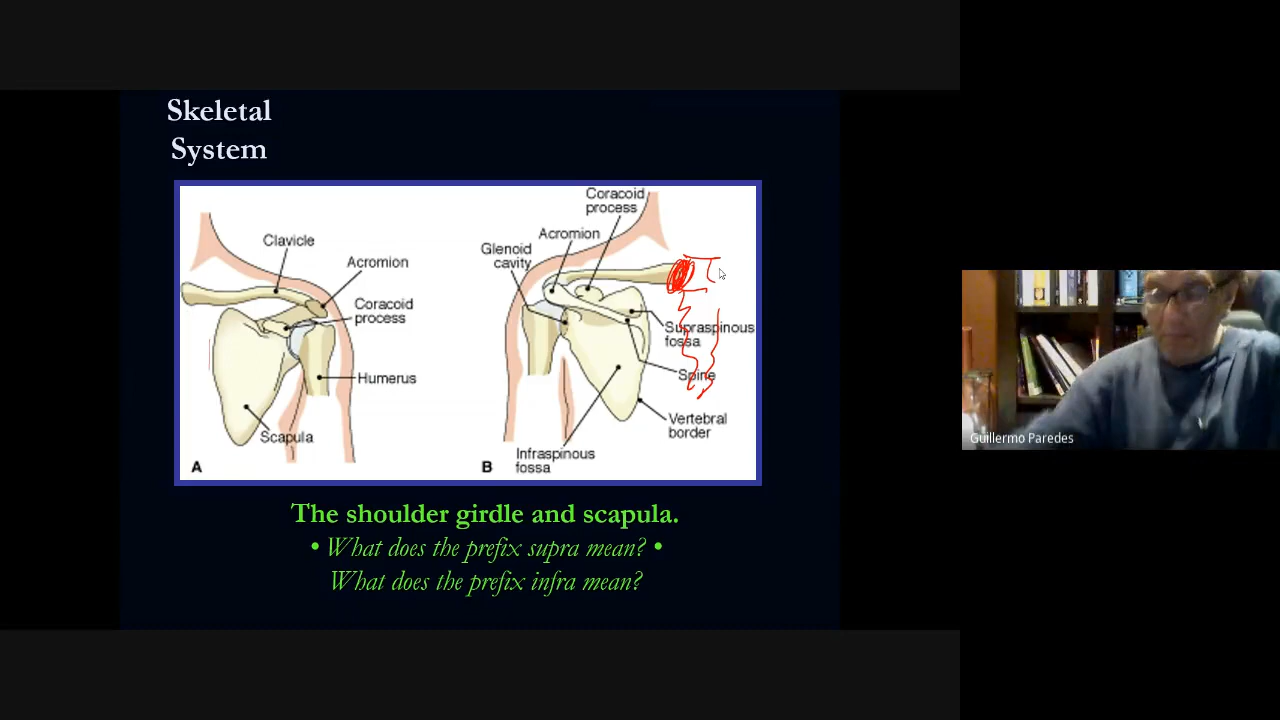 Skeletal
System
Coracoid
process
Acromion
Clavicle
Glenoid
cavity
Acromion
Coracoid
process
Supraspinous
fossa
Humerus
Spine
Vertebral
border
Scapula
Infraspinous
fossa
A
B
Guillermo Paredes
The shoulder girdle and scapula.
• What does the prefix supra mean? •
What does the prefix infra mean?